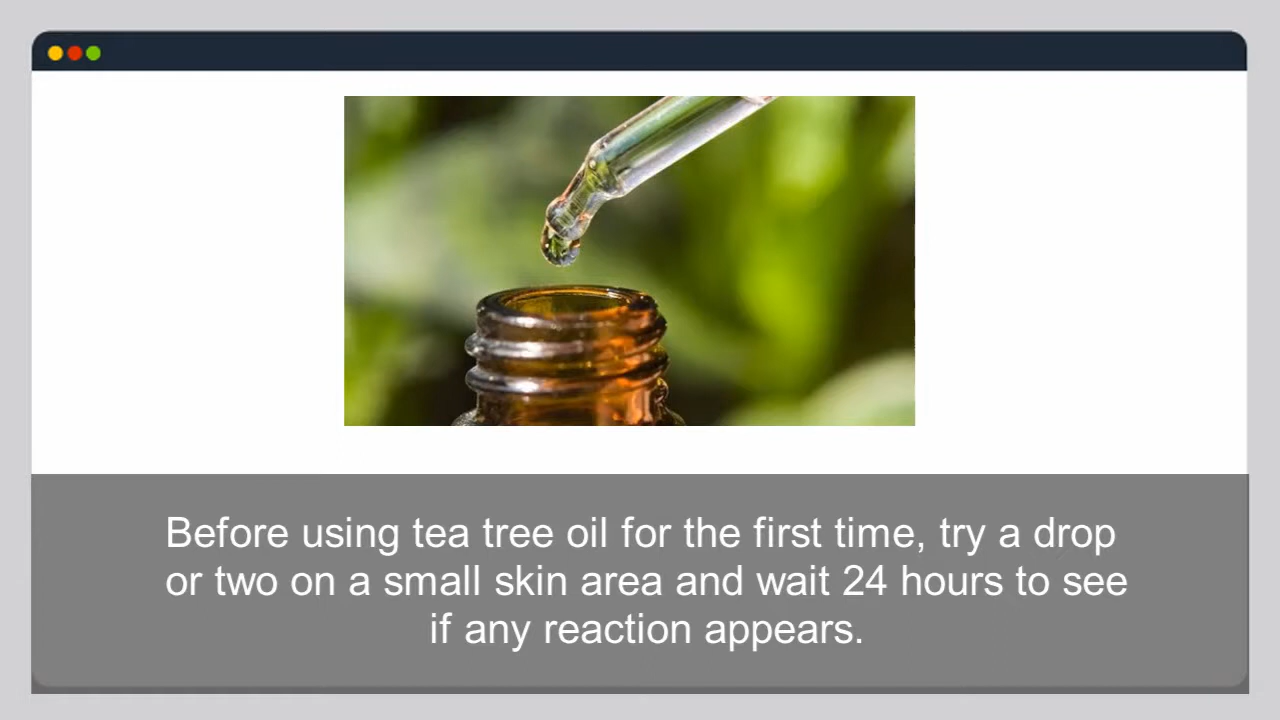 Before using tea tree oil for the first time, try a drop
or two on a small skin area and wait 24 hours to see
if any reaction appears.